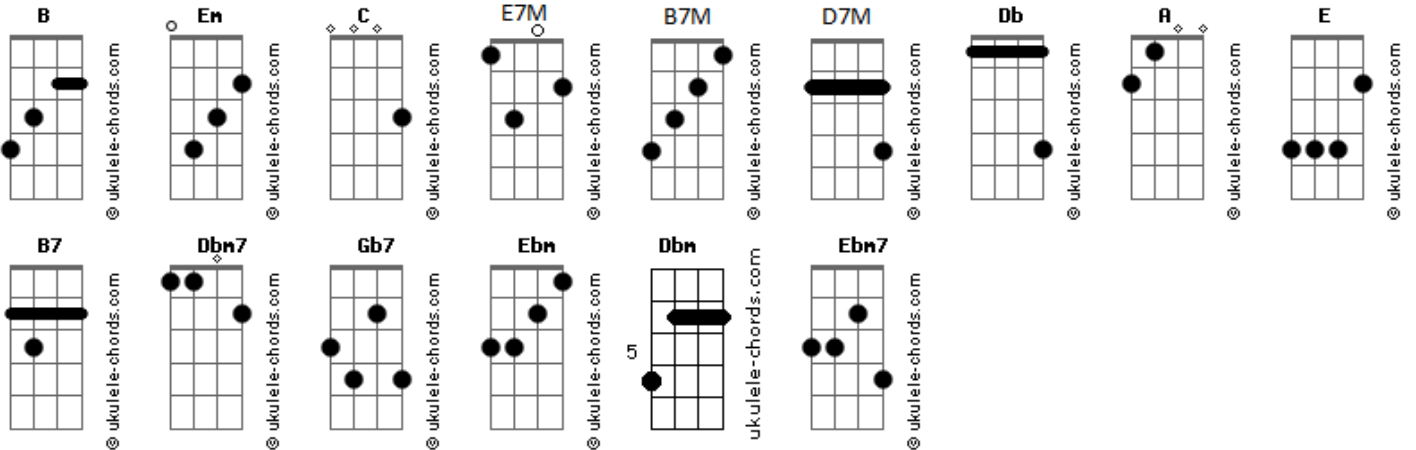 B Em C E7M B7M D7M Db A E
© ukulele-chords.com © ukulele-chords.com © ukulele-chords.com © ukulele-chords.com © ukulele-chords.com © ukulele-chords.com © ukulele-chords.com © ukulele-chords.com © ukulele-chords.com
B7 Dbm7 Gb7 Ebm Dbm Ebm7
© ukulele-chords.com © ukulele-chords.com © ukulele-chords.com © ukulele-chords.com ukulele-chords.com © ukulele-chords.com
5